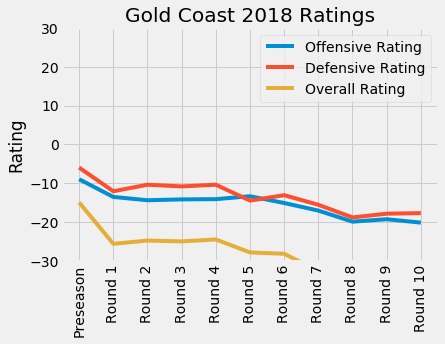 Gold Coast 2018 Ratings
Offensive Rating
Defensive Rating
Overall Rating
Rating
30
20
10
0
−10
−20
−30
Preseason
Round 1
Round 2
Round 3
Round 4
Round 5
Round 6
Round 7
Round 8
Round 9
Round 10